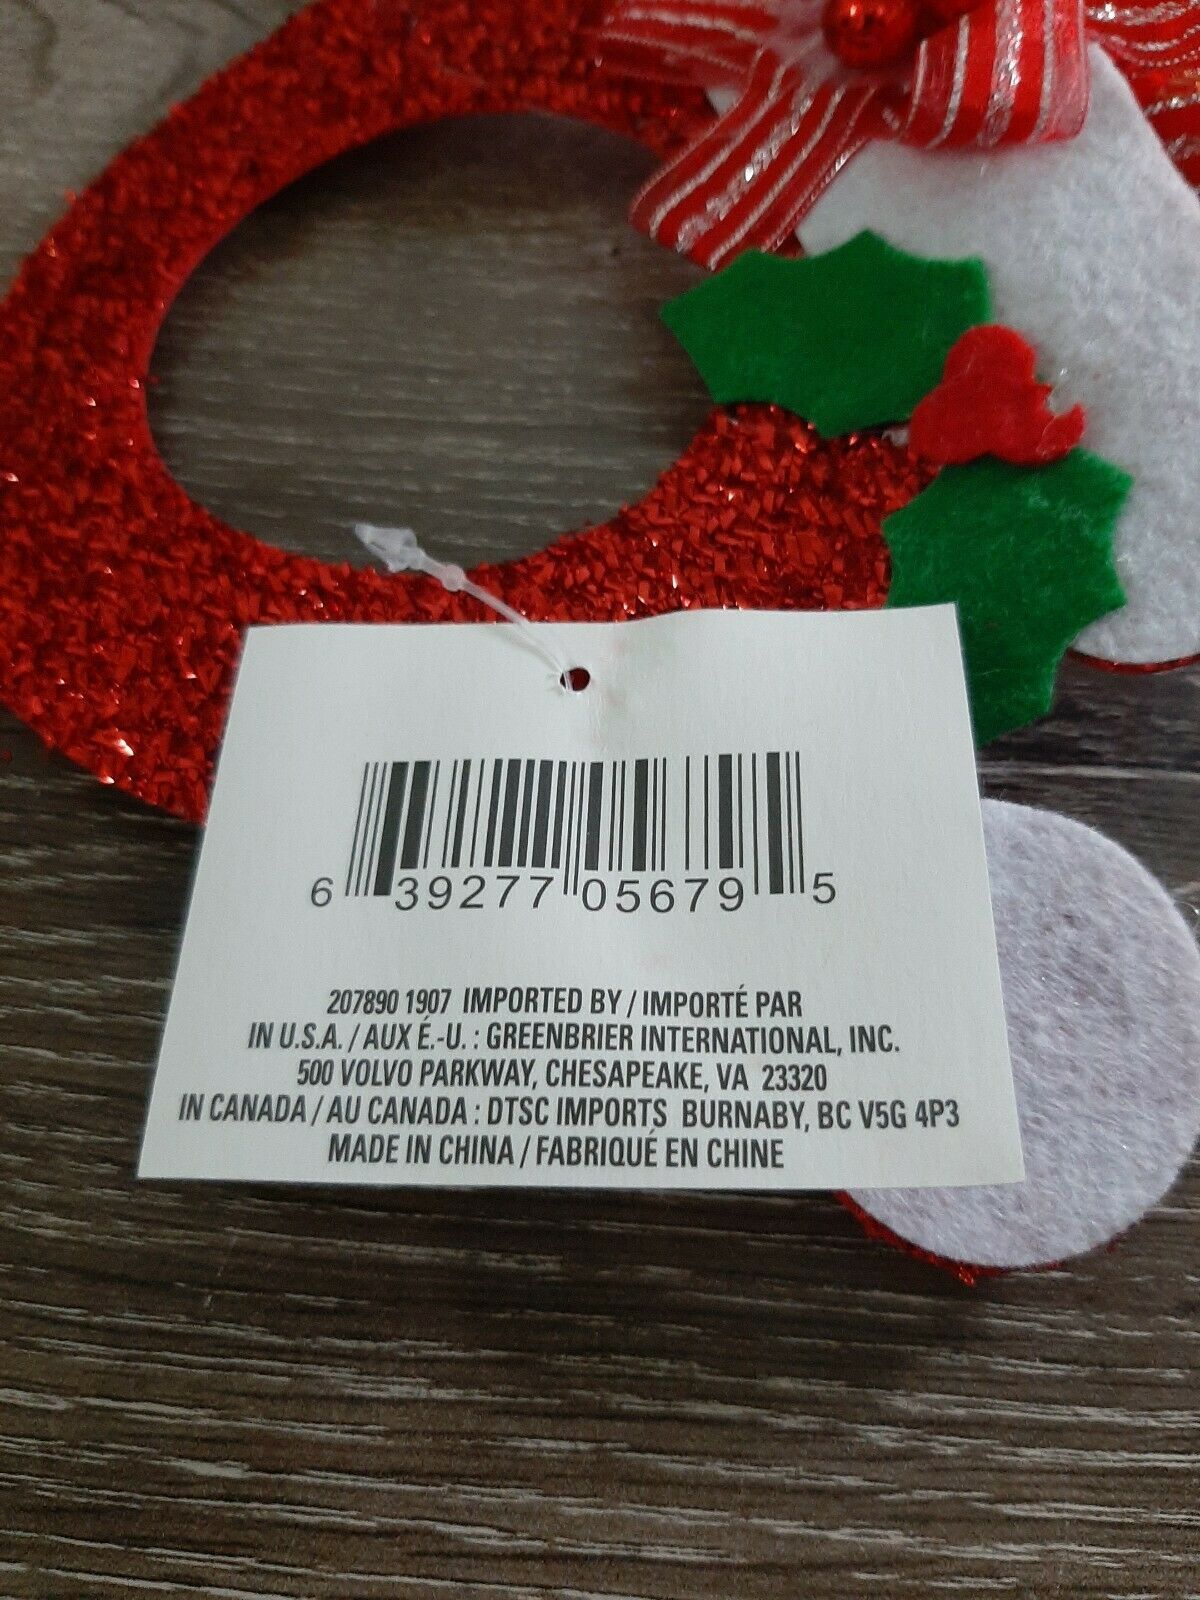 6 39277 05679 5
207890 1907 IMPORTED BY / IMPORTÉ PAR
IN U.S.A. / AUX É.-U. : GREENBRIER INTERNATIONAL, INC.
500 VOLVO PARKWAY, CHESAPEAKE, VA 23320
IN CANADA / AU CANADA : DTSC IMPORTS BURNABY, BC V5G 4P3
MADE IN CHINA / FABRIQUÉ EN CHINE